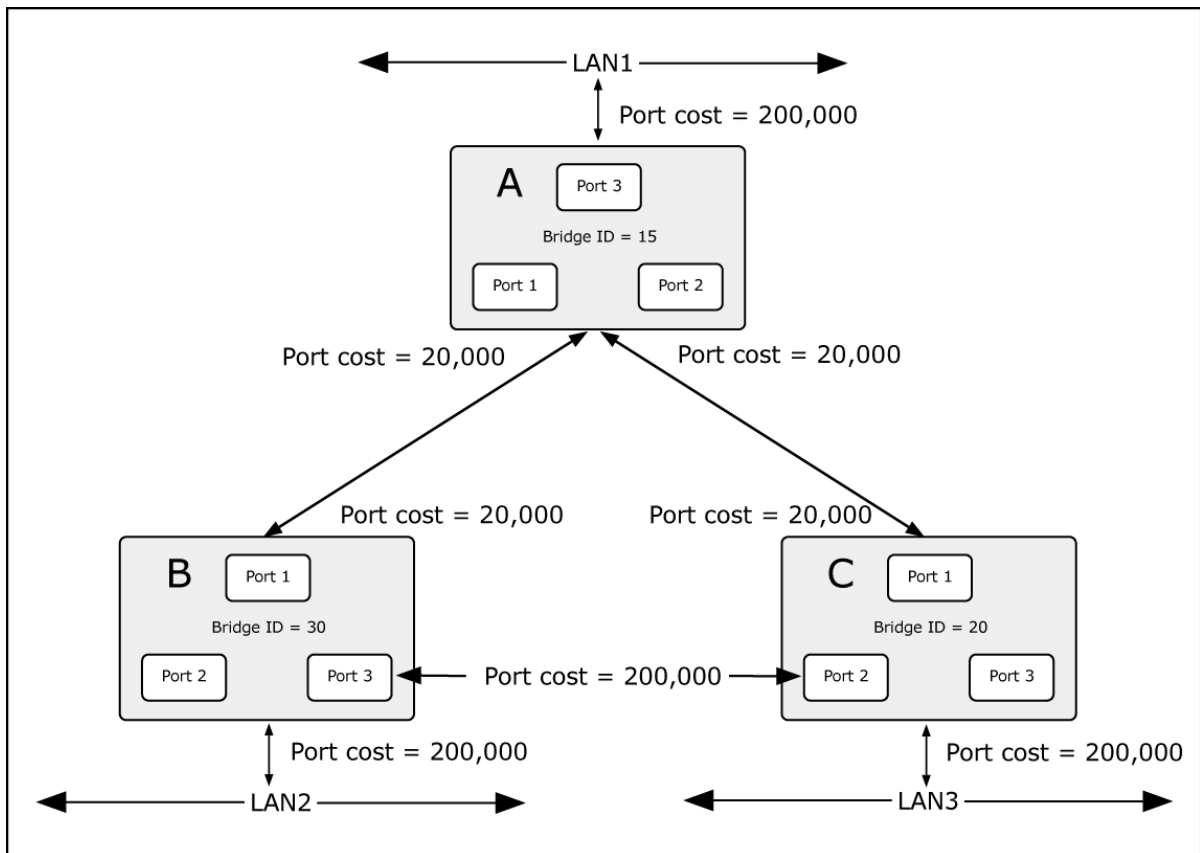 LAN1
Port cost = 200,000
A
Port 3
Bridge ID = 15
Port 1
Port 2
Port cost = 20,000
Port cost = 20,000
Port cost = 20,000
Port cost = 20,000
B
Port 1
Bridge ID = 30
Port 2
Port 3
C
Port 1
Bridge ID = 20
Port 2
Port 3
Port cost = 200,000
Port cost = 200,000
LAN2
Port cost = 200,000
LAN3